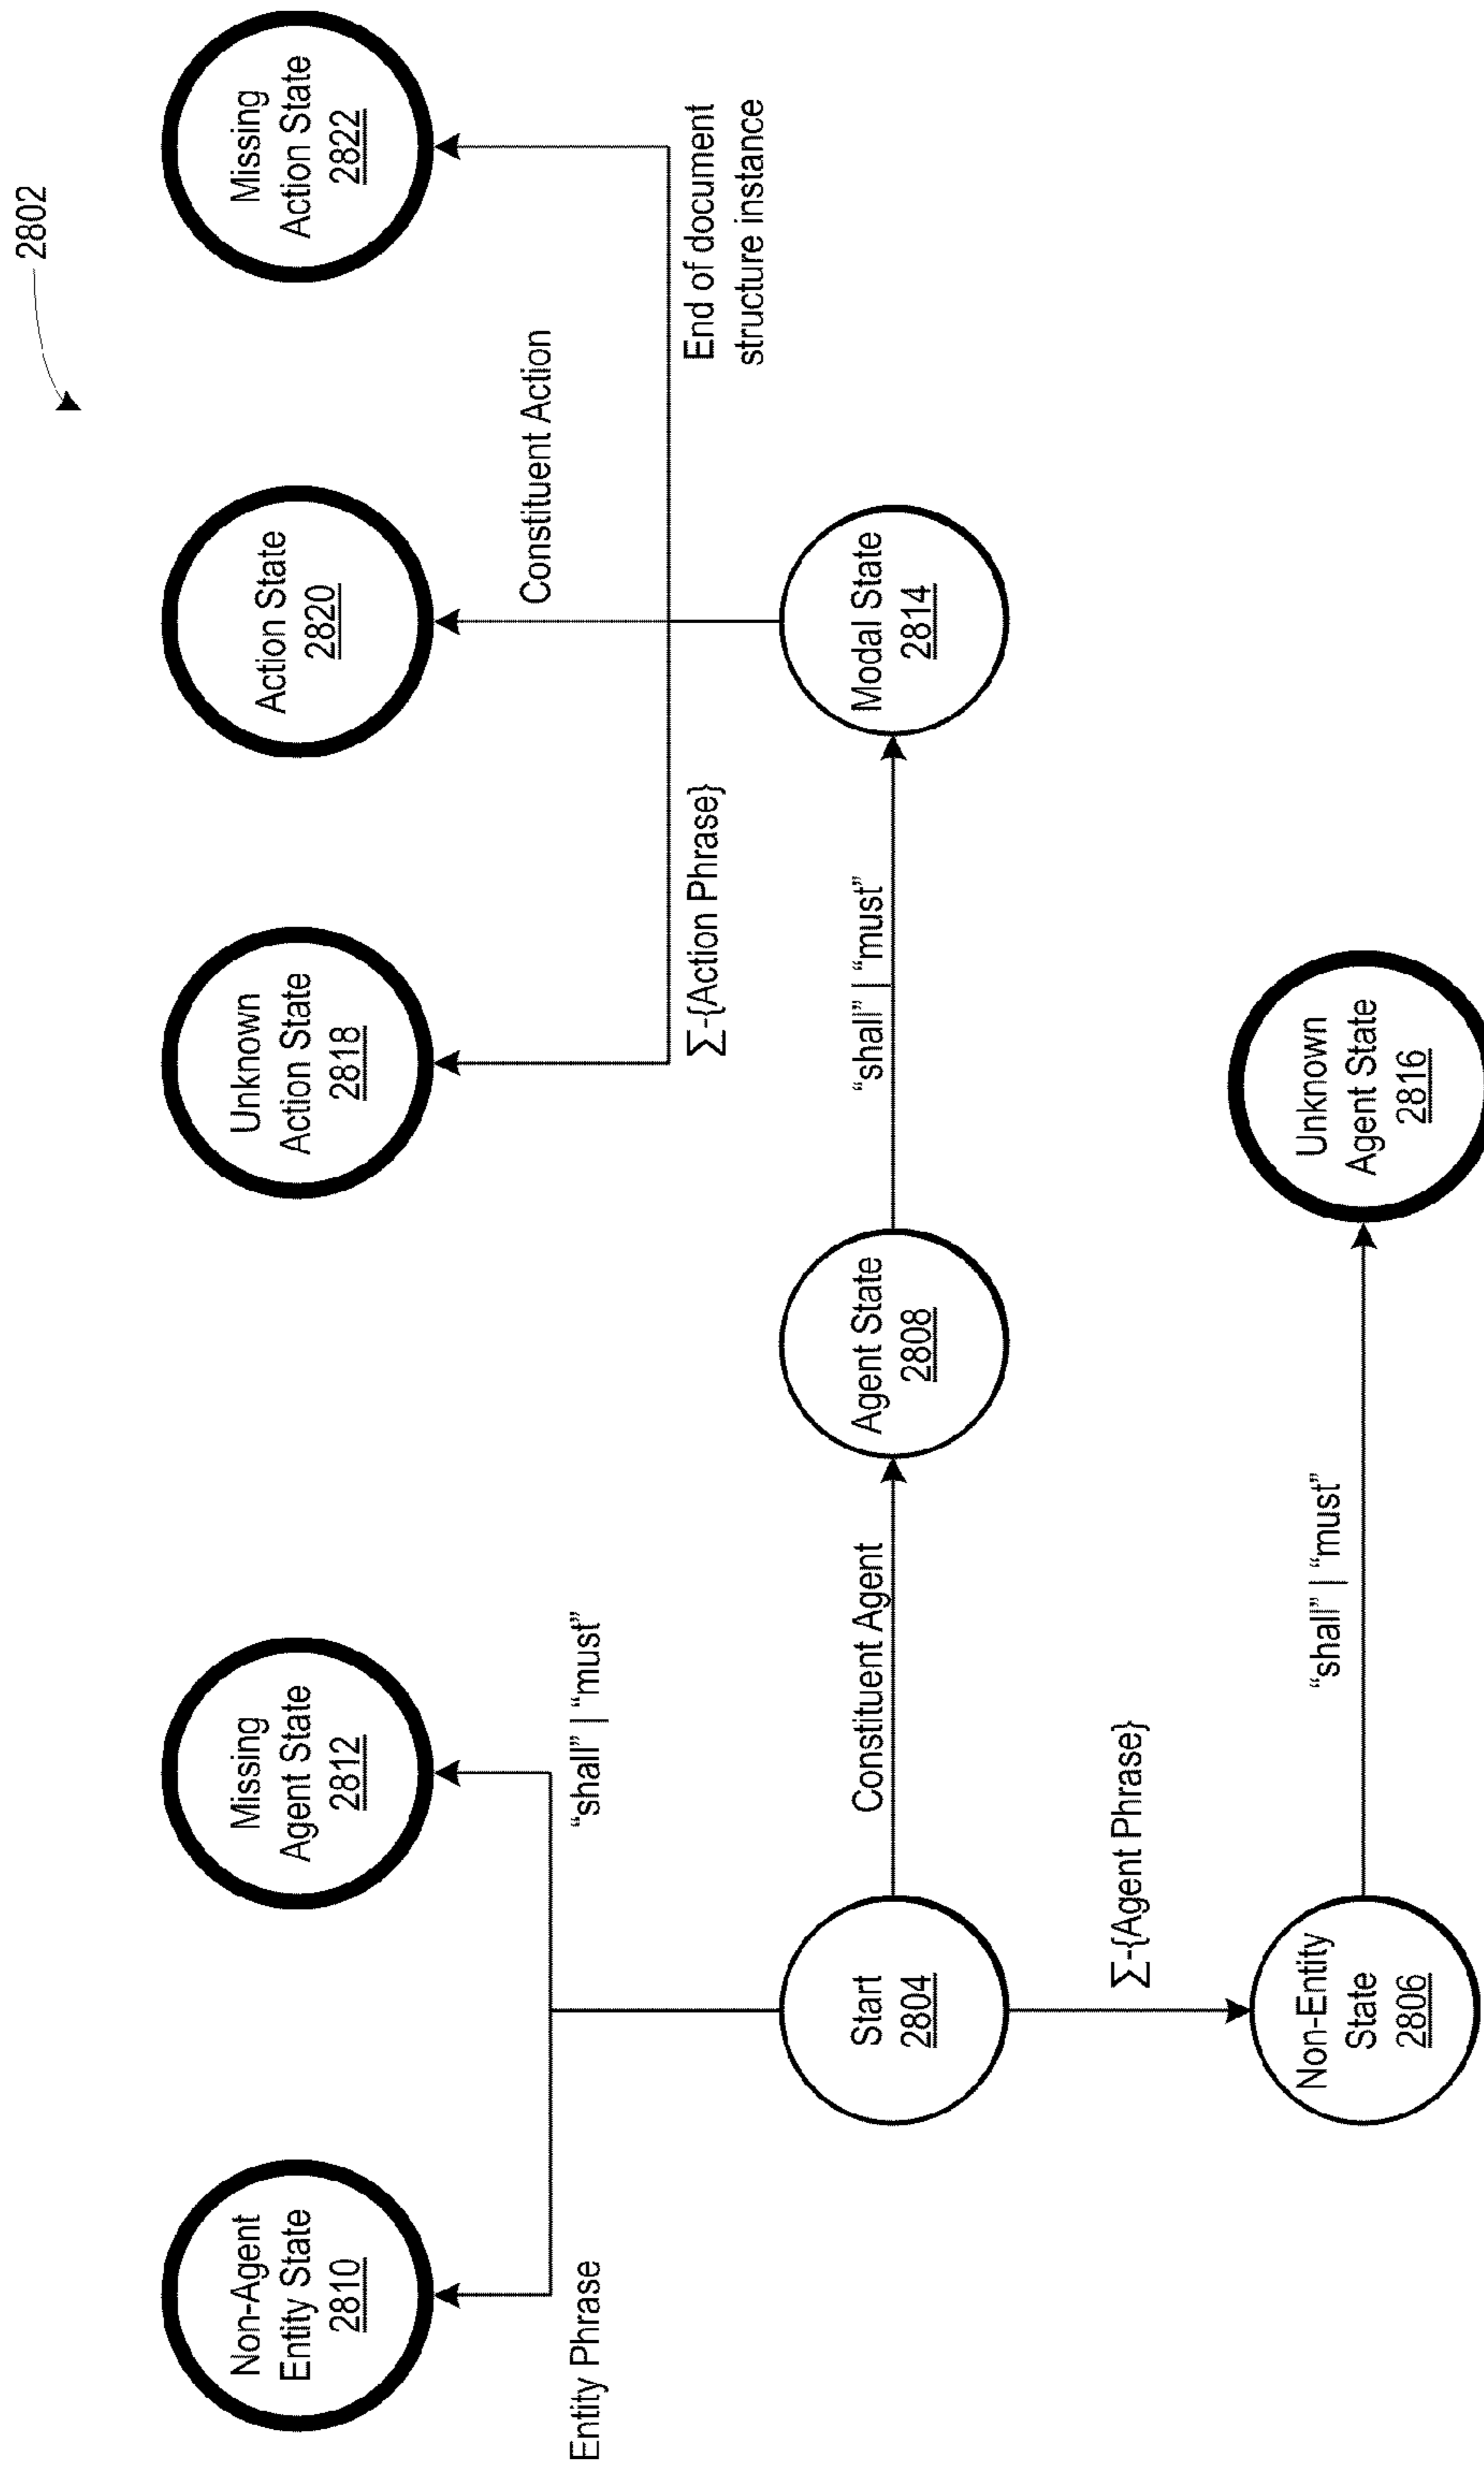 2802
Non-Agent
Entity State
2810
Missing
Agent State
2812
Unknown
Action State
2818
Action State
2820
Missing
Action State
2822
Entity Phrase
“shall” | “must”
Σ-{Action Phrase}
Constituent Action
End of document
structure instance
Start
2804
Constituent Agent
Agent State
2808
“shall” | “must”
Modal State
2814
Σ-{Agent Phrase}
Non-Entity
State
2806
“shall” | “must”
Unknown
Agent State
2816